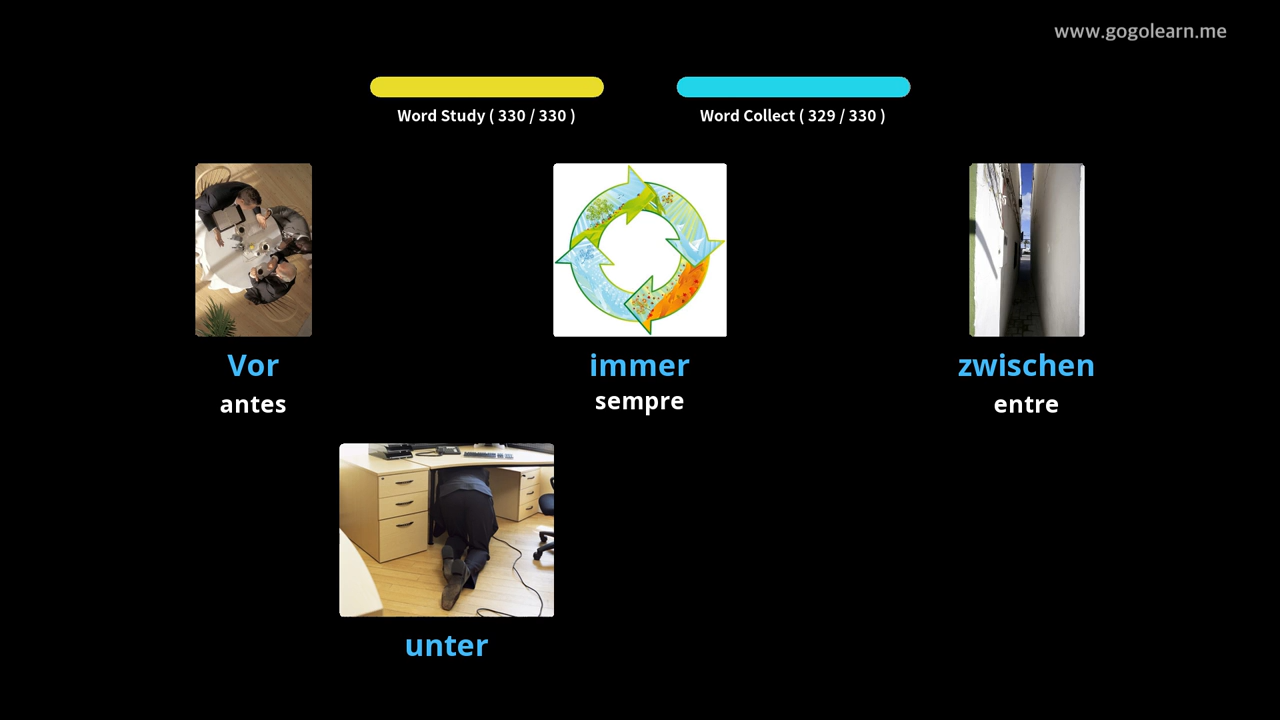 www.gogolearn.me
Word Study ( 330 / 330 )
Word Collect ( 329 / 330 )
Vor
antes
immer
sempre
zwischen
entre
unter